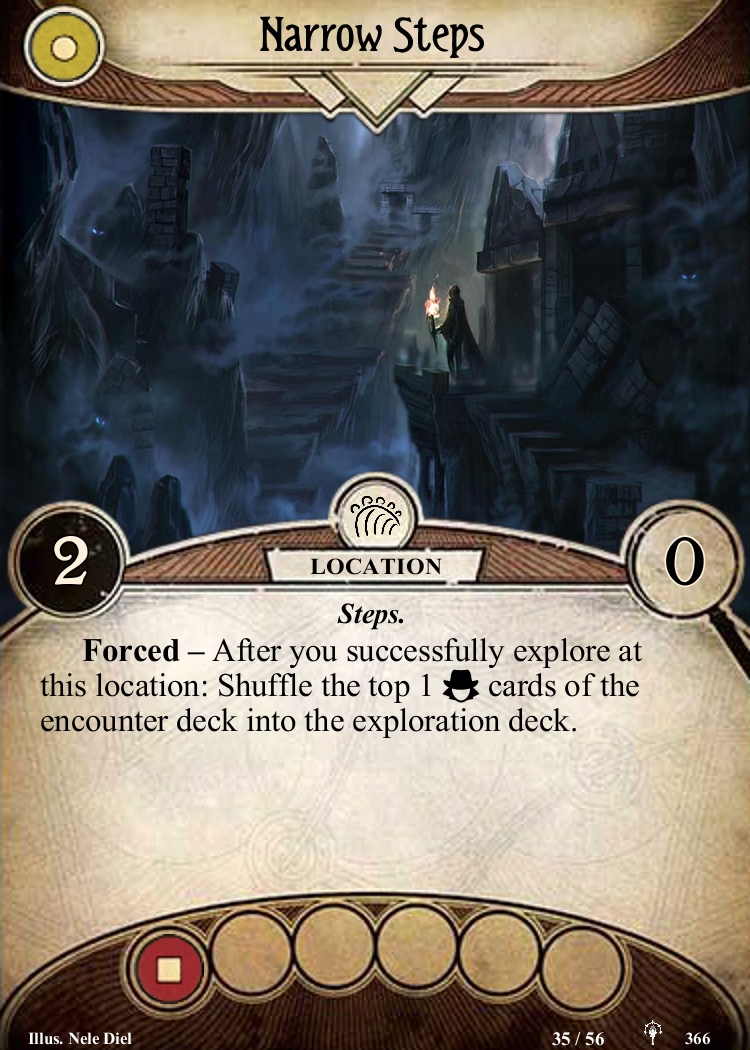 Narrow Steps
2
LOCATION
0
Steps.
Forced – After you successfully explore at
this location: Shuffle the top 1 cards of the
encounter deck into the exploration deck.
Illus. Nele Diel
35 / 56
366